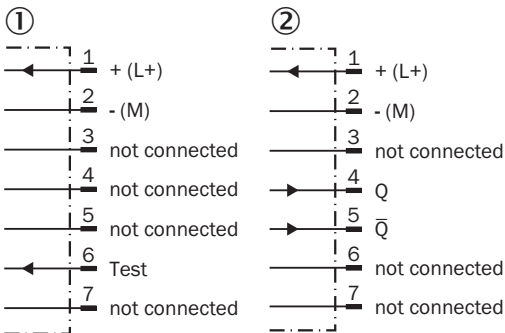 ①
1 + (L+)
2 - (M)
3 not connected
4 not connected
5 not connected
6 Test
7 not connected
②
1 + (L+)
2 - (M)
3 not connected
4 Q
5 Q̅
6 not connected
7 not connected